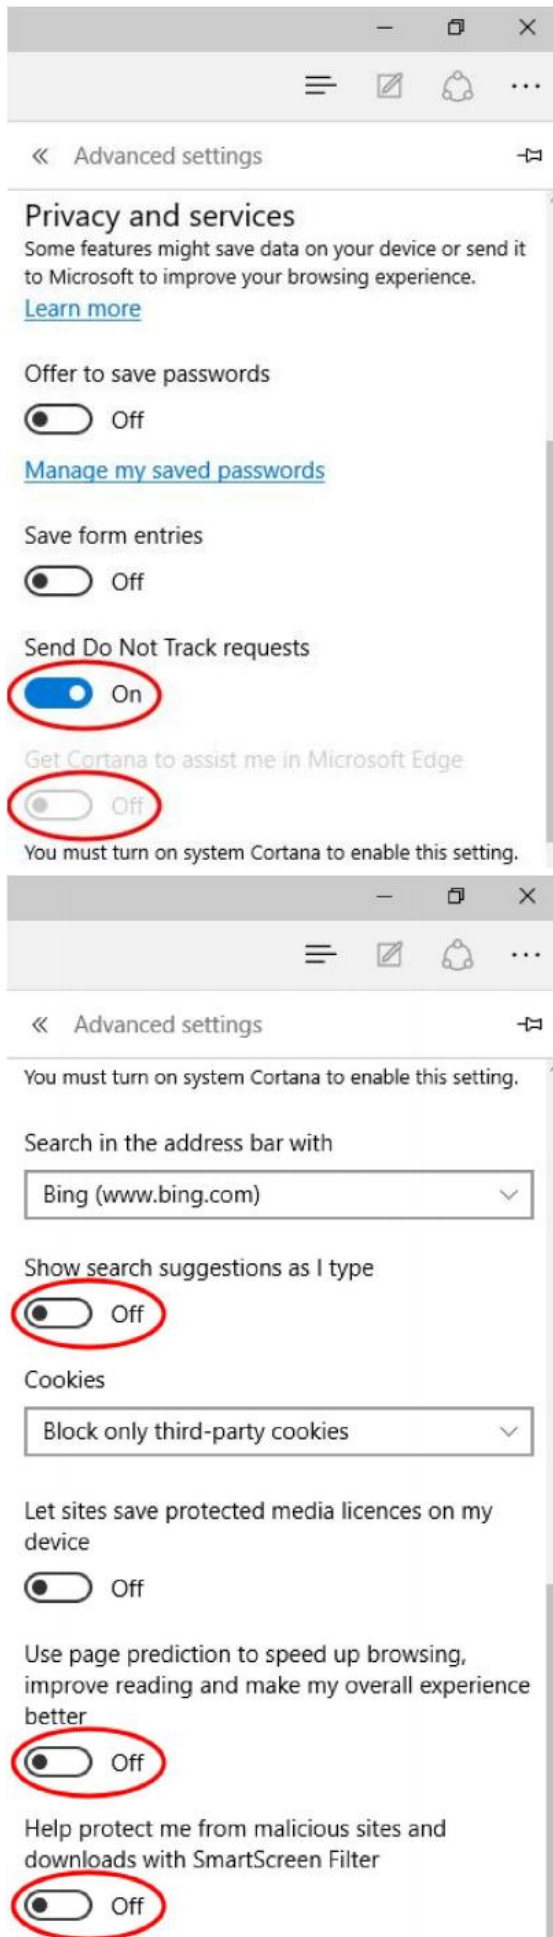 Advanced settings
Privacy and services
Some features might save data on your device or send it
to Microsoft to improve your browsing experience.
Learn more
Offer to save passwords
Off
Manage my saved passwords
Save form entries
Off
Send Do Not Track requests
On
Get Cortana to assist me in Microsoft Edge
Off
You must turn on system Cortana to enable this setting.
Advanced settings
You must turn on system Cortana to enable this setting.
Search in the address bar with
Bing (www.bing.com)
Show search suggestions as I type
Off
Cookies
Block only third-party cookies
Let sites save protected media licences on my
device
Off
Use page prediction to speed up browsing,
improve reading and make my overall experience
better
Off
Help protect me from malicious sites and
downloads with SmartScreen Filter
Off